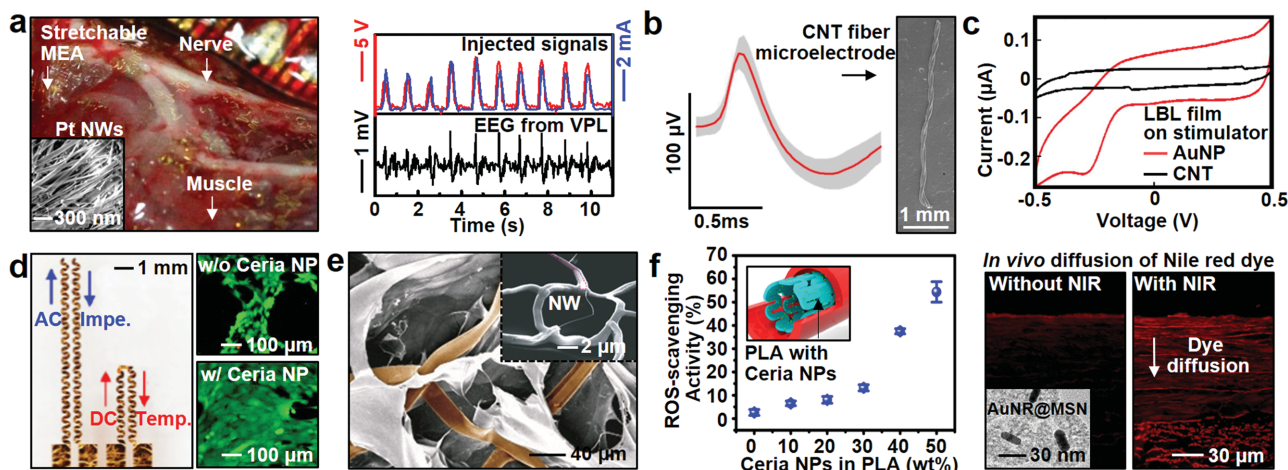 a
Stretchable
MEA
Nerve
Pt NWs
300 nm
Muscle
5 V
Injected signals
2 mA
1 mV
EEG from VPL
0 2 4 6 8 10
Time (s)
b
CNT fiber
microelectrode
100 µV
0.5ms
1 mm
c
Current (µA)
0.1
0
-0.1
-0.2
LBL film
on stimulator
AuNP
CNT
-0.5 0 0.5
Voltage (V)
d
1 mm
AC
Impe.
DC
Temp.
w/o Ceria NP
100 µm
w/ Ceria NP
100 µm
e
NW
2 µm
40 µm
f
ROS-scavenging
Activity (%)
70
60
50
40
30
20
10
0
PLA with
Ceria NPs
0 10 20 30 40 50
Ceria NPs in PLA (wt%)
In vivo diffusion of Nile red dye
Without NIR
With NIR
Dye
diffusion
AuNR@MSN
30 nm
30 µm